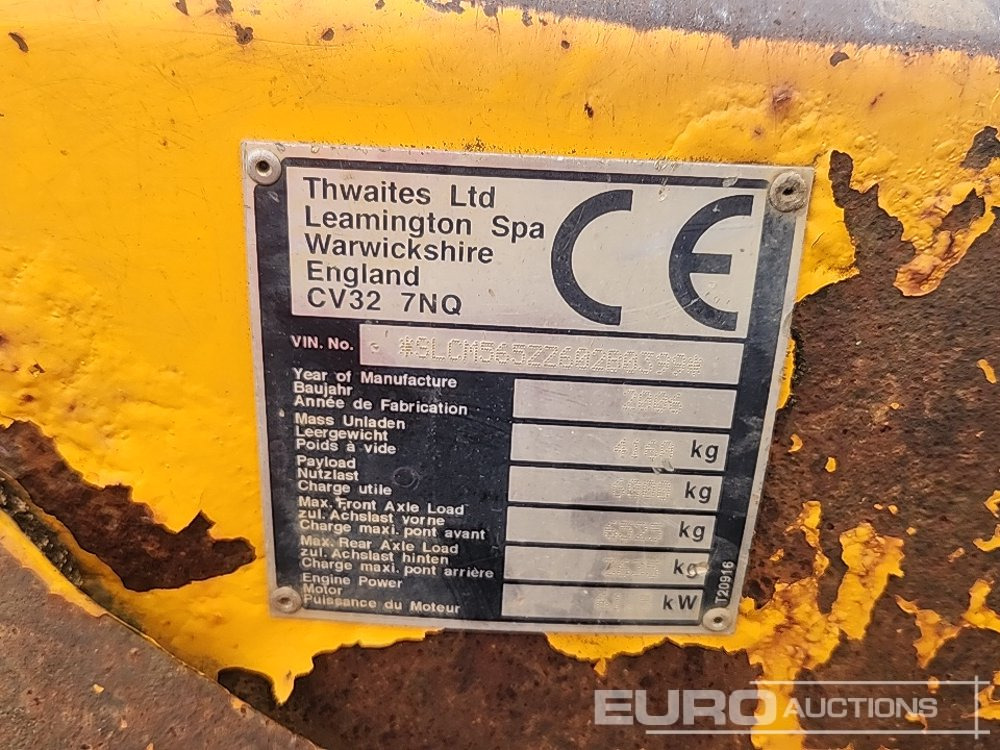 Thwaites Ltd
Leamington Spa
Warwickshire
England
CV32 7NQ
CE
VIN. No. *SLCM565ZZ602B0399*
Year of Manufacture
Baujahr
Année de Fabrication
Mass Unladen
Leergewicht
Poids à vide
kg
Payload
Nutzlast
Charge utile
kg
Max. Front Axle Load
zul. Achslast vorne
Charge maxi. pont avant
kg
Max. Rear Axle Load
zul. Achslast hinten
Charge maxi. pont arrière
kg
Engine Power
Motor
Puissance du Moteur
kW
T20916
EURO AUCTIONS